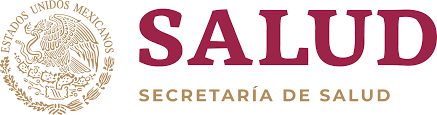 ESTADOS UNIDOS MEXICANOS
SALUD
SECRETARÍA DE SALUD